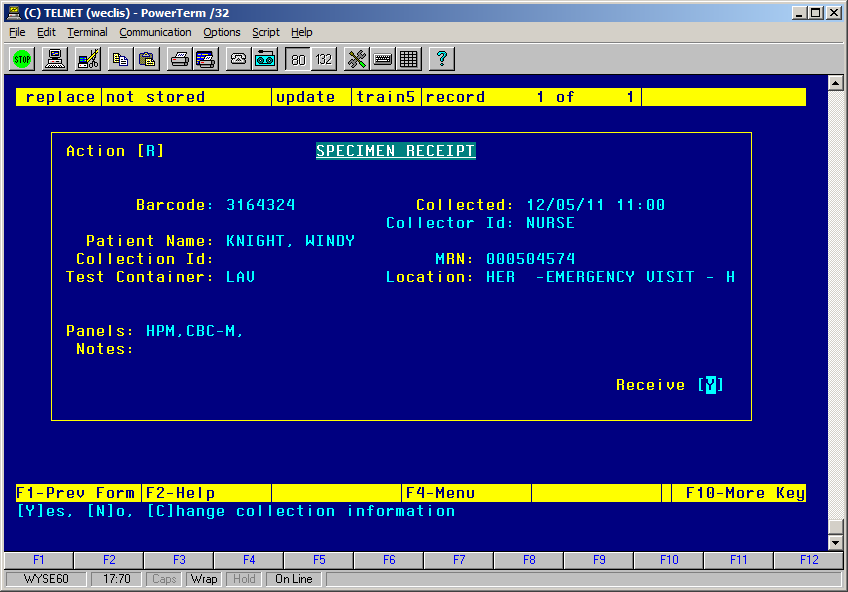 (C) TELNET (weclis) - PowerTerm /32
File Edit Terminal Communication Options Script Help
STOP 80 132 ?
replace not stored update train5 record 1 of 1
Action [R] SPECIMEN RECEIPT
Barcode: 3164324 Collected: 12/05/11 11:00
Collector Id: NURSE
Patient Name: KNIGHT, WINDY
Collection Id: MRN: 000504574
Test Container: LAV Location: HER -EMERGENCY VISIT - H
Panels: HPM,CBC-M,
Notes:
Receive [Y]
F1-Prev Form F2-Help F4-Menu F10-More Key
[Y]es, [N]o, [C]hange collection information
F1 F2 F3 F4 F5 F6 F7 F8 F9 F10 F11 F12
WYSE60 17:70 Caps Wrap Hold On Line